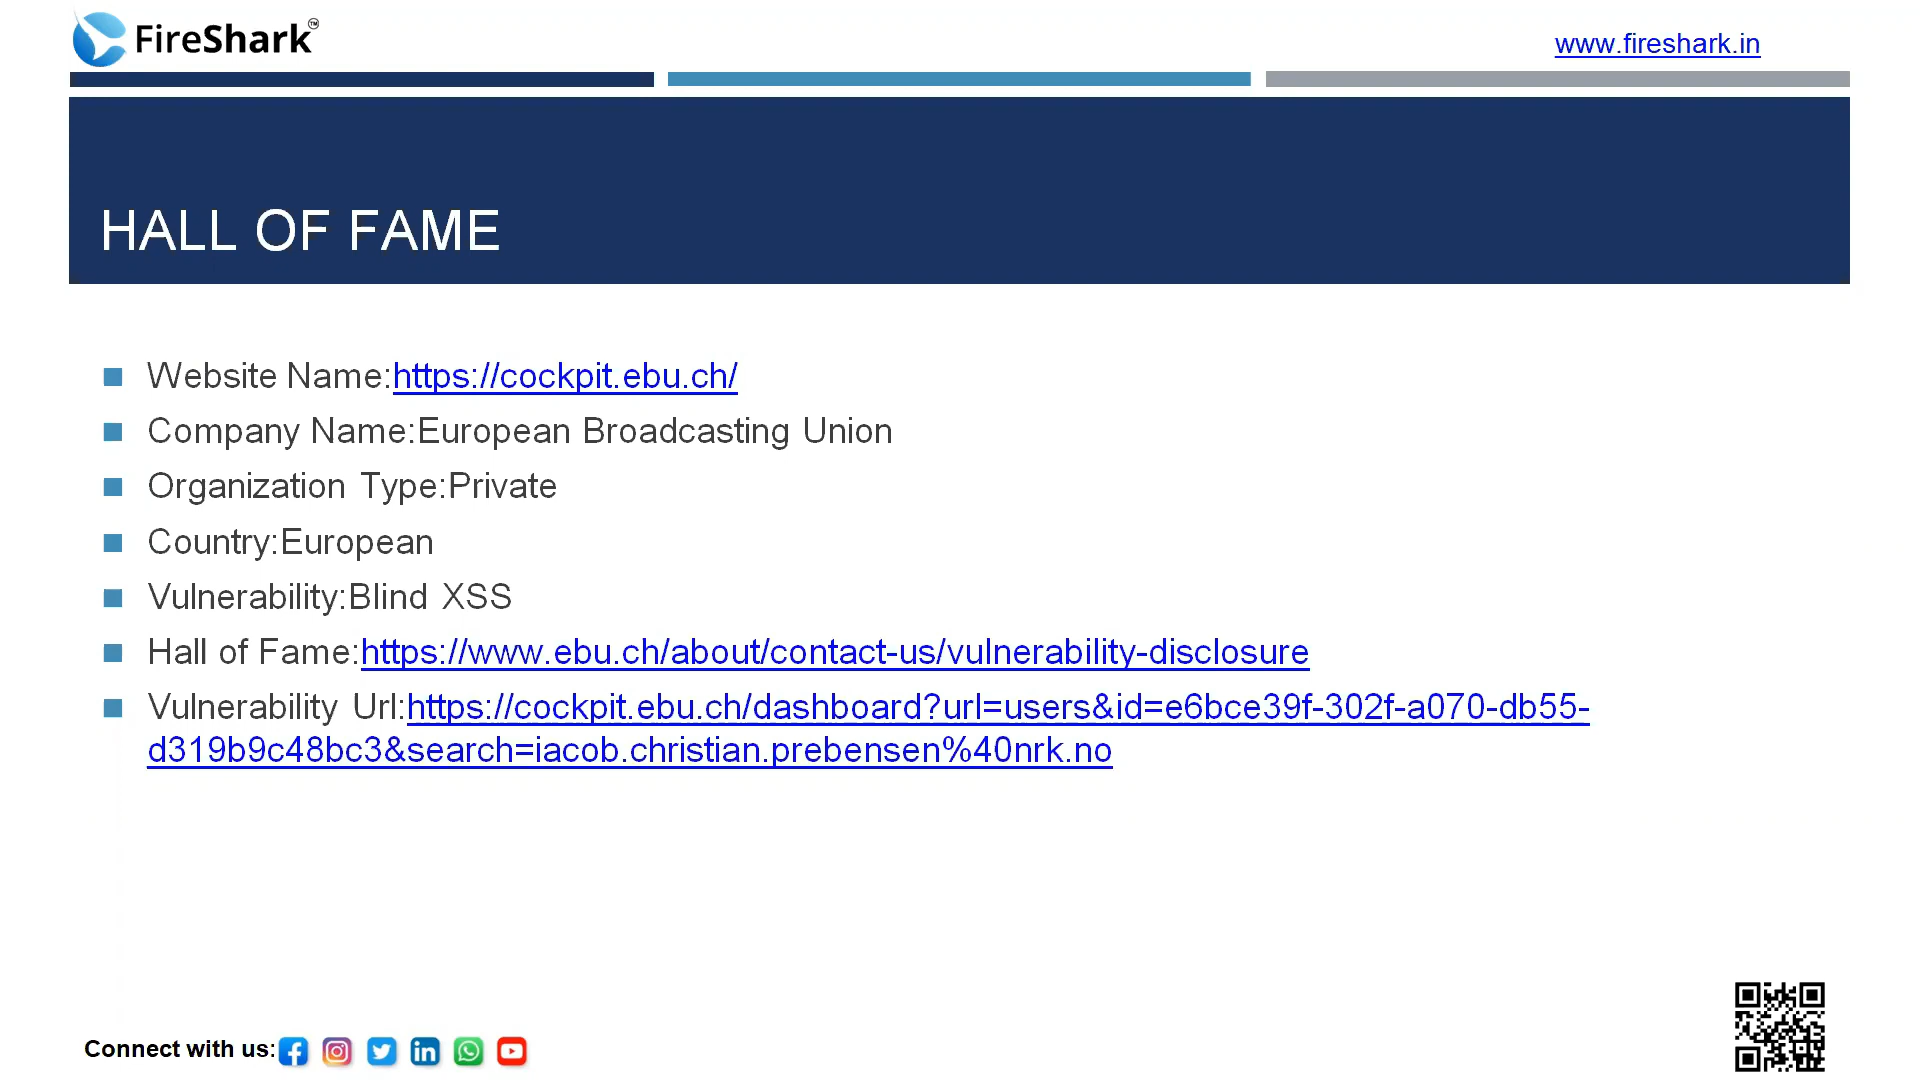 FireShark™
www.fireshark.in
HALL OF FAME
Website Name:https://cockpit.ebu.ch/
Company Name:European Broadcasting Union
Organization Type:Private
Country:European
Vulnerability:Blind XSS
Hall of Fame:https://www.ebu.ch/about/contact-us/vulnerability-disclosure
Vulnerability Url:https://cockpit.ebu.ch/dashboard?url=users&id=e6bce39f-302f-a070-db55-
d319b9c48bc3&search=iacob.christian.prebensen%40nrk.no
Connect with us: